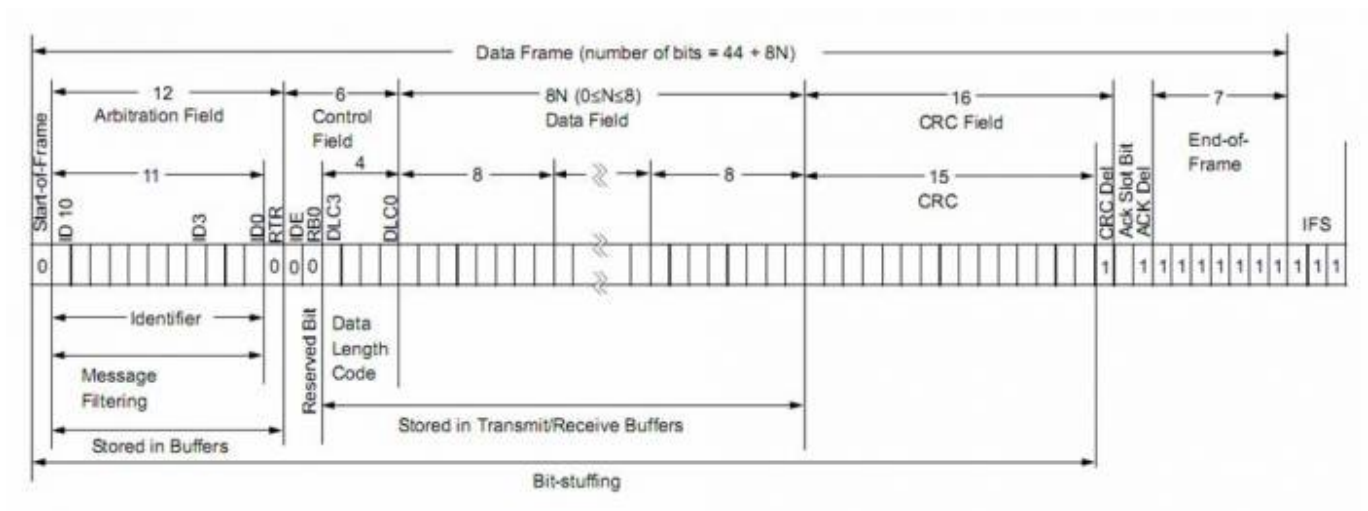 Data Frame (number of bits = 44 + 8N)
12
Arbitration Field
6
Control
Field
8N (0≤N≤8)
Data Field
16
CRC Field
7
End-of-
Frame
Start-of-Frame
11
4
8
8
15
CRC
ID 10
ID3
ID0
RTR
IDE
RB0
DLC3
DLC0
CRC Del
Ack Slot Bit
ACK Del
IFS
0 0 0 0 1 1 1 1 1 1 1 1 1 1 1 1
Identifier
Message
Filtering
Stored in Buffers
Reserved Bit
Data
Length
Code
Stored in Transmit/Receive Buffers
Bit-stuffing